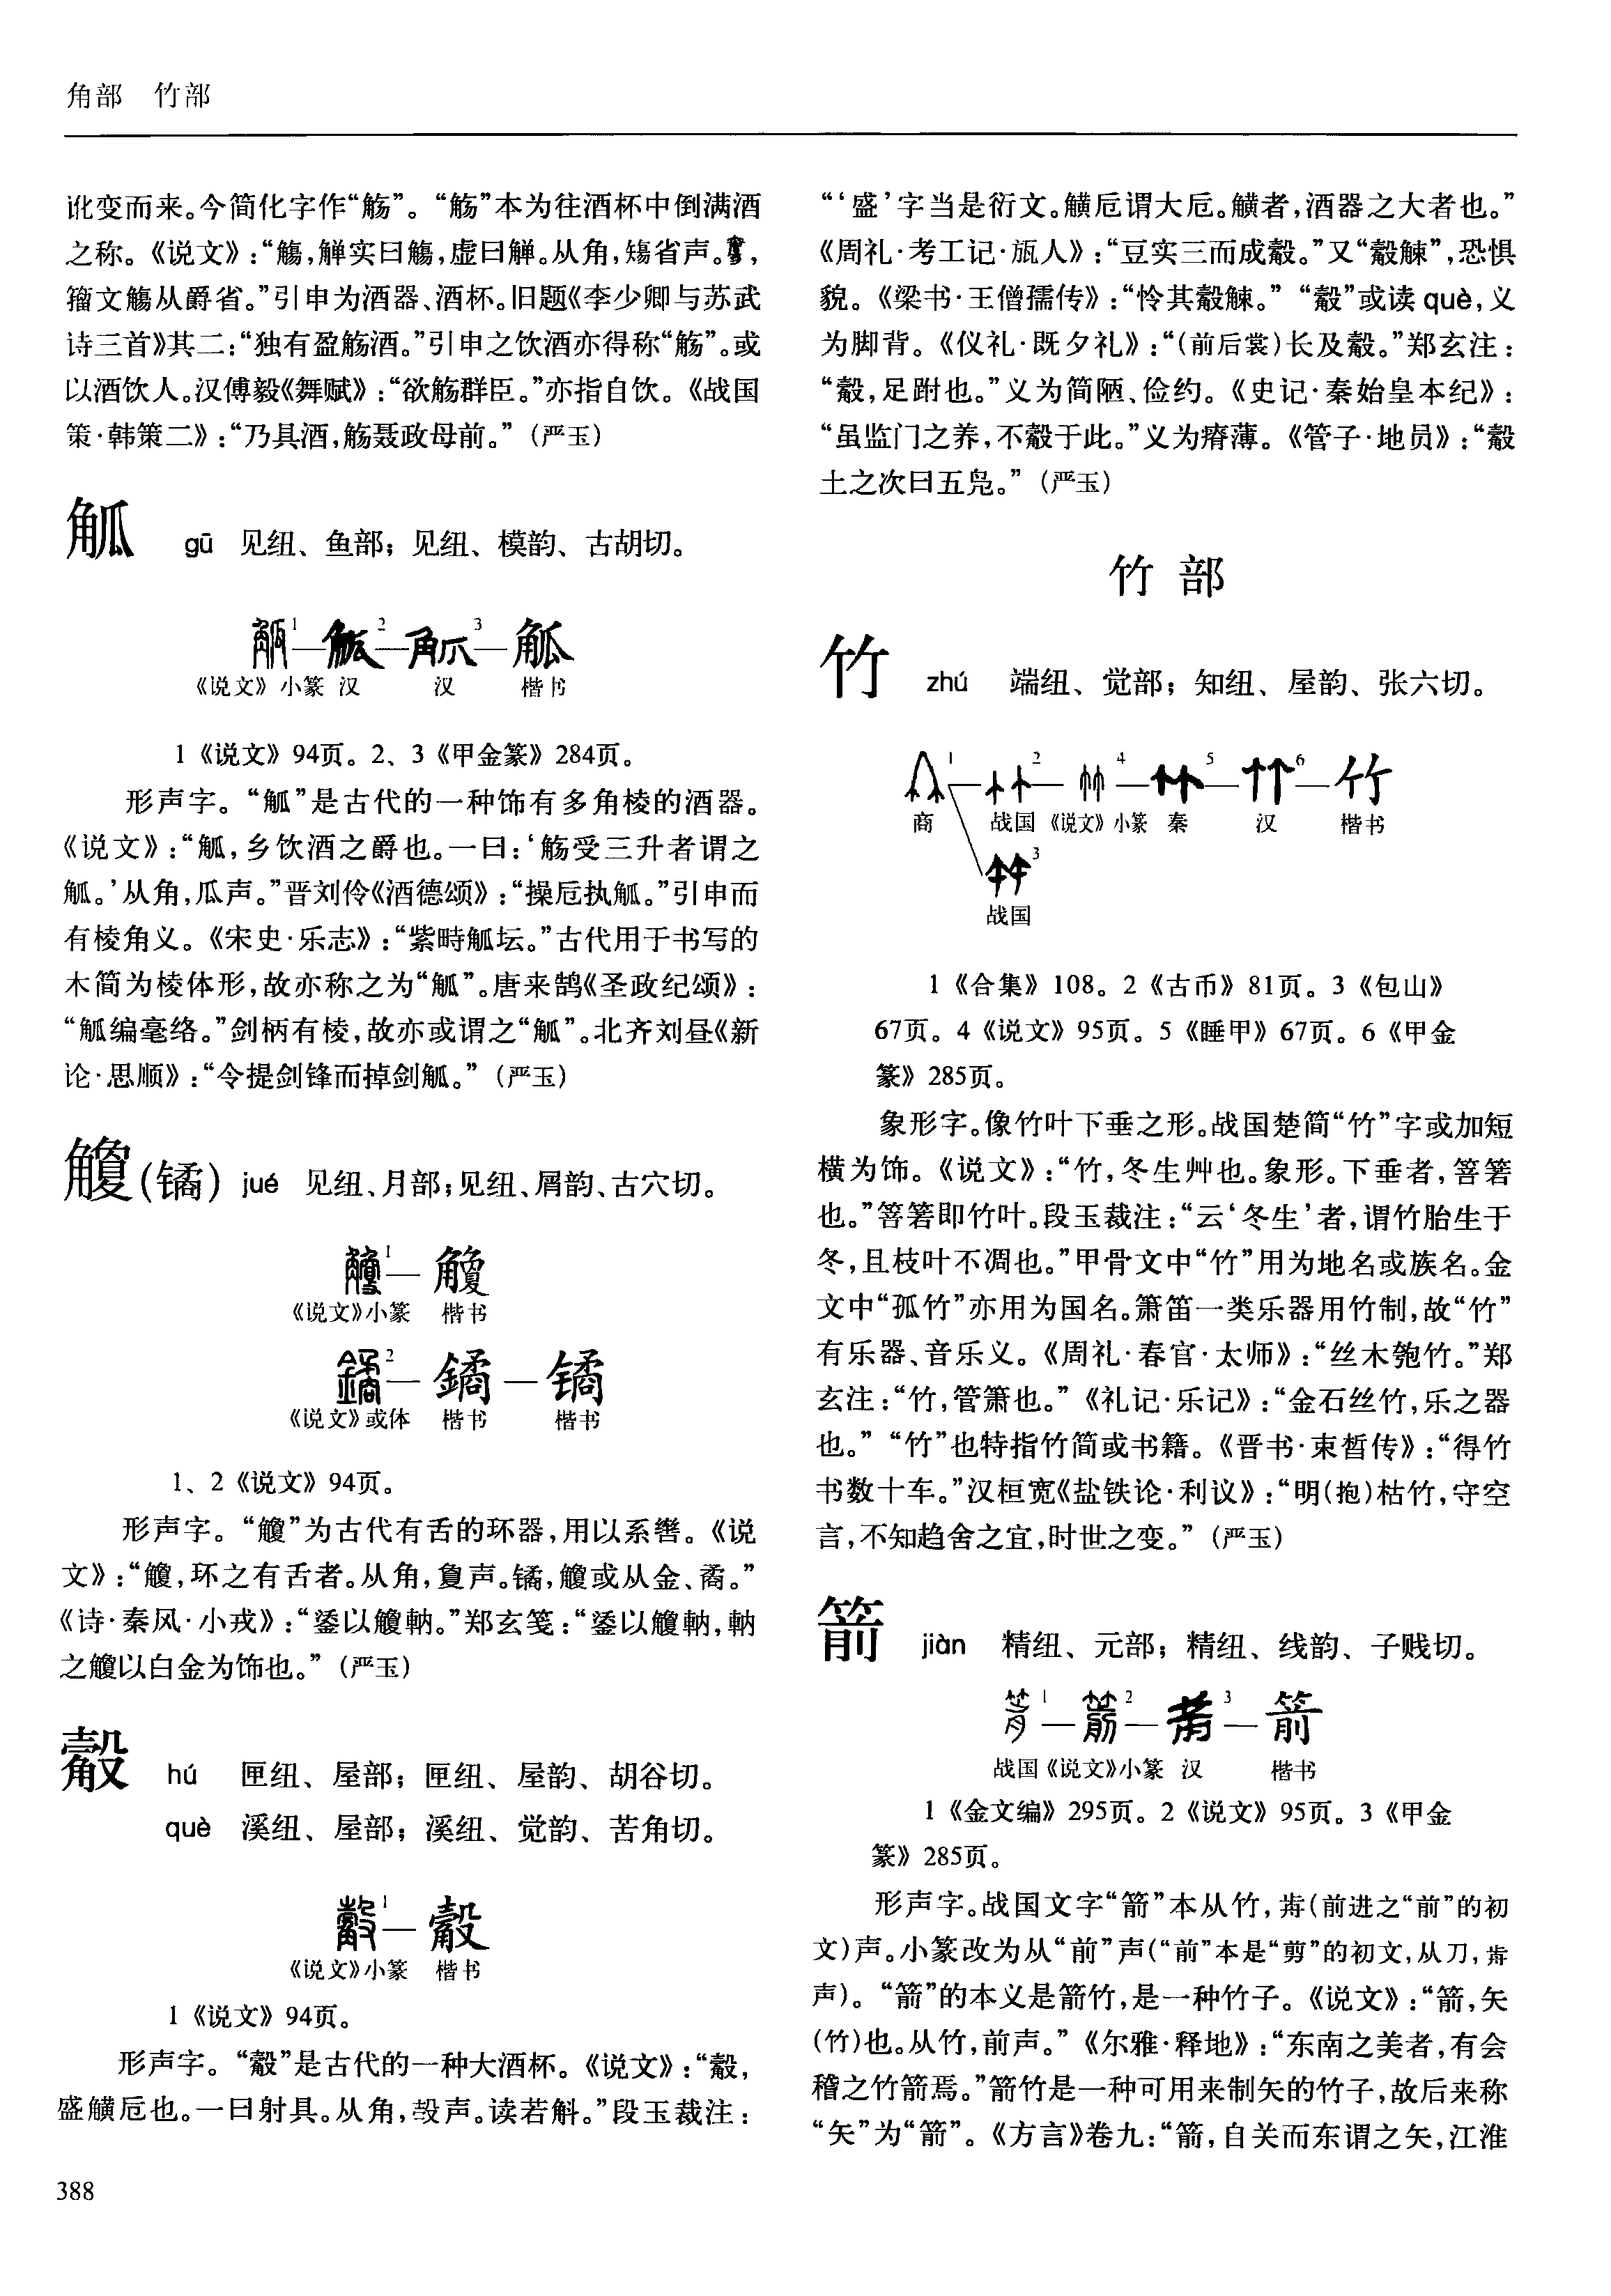 角部　竹部
讹变而来。今简化字作“觞”。“觞”本为往酒杯中倒满酒
之称。《说文》：“觴，觯实曰觴，虚曰觯。从角，𥏻省声。，
籀文觴从爵省。”引申为酒器、酒杯。旧题《李少卿与苏武
诗三首》其二：“独有盈觞酒。”引申之饮酒亦得称“觞”。或
以酒饮人。汉傅毅《舞赋》：“欲觞群臣。”亦指自饮。《战国
策·韩策二》：“乃具酒，觞聂政母前。”（严玉）
觚　gū　见纽、鱼部；见纽、模韵、古胡切。
1　2　3　觚
《说文》小篆　汉　汉　楷书
1《说文》94页。2、3《甲金篆》284页。
形声字。“觚”是古代的一种饰有多角棱的酒器。
《说文》：“觚，乡饮酒之爵也。一曰：‘觞受三升者谓之
觚。’从角，瓜声。”晋刘伶《酒德颂》：“操卮执觚。”引申而
有棱角义。《宋史·乐志》：“紫畤觚坛。”古代用于书写的
木简为棱体形，故亦称之为“觚”。唐来鹄《圣政纪颂》：
“觚编毫络。”剑柄有棱，故亦或谓之“觚”。北齐刘昼《新
论·思顺》：“令提剑锋而掉剑觚。”（严玉）
觼（镢）　jué　见纽、月部；见纽、屑韵、古穴切。
1　觼
《说文》小篆　楷书
2　鐍　𫔎
《说文》或体　楷书　楷书
1、2《说文》94页。
形声字。“觼”为古代有舌的环器，用以系辔。《说
文》：“觼，环之有舌者。从角，敻声。𫔎，觼或从金、矞。”
《诗·秦风·小戎》：“鋈以觼軜。”郑玄笺：“鋈以觼軜，軜
之觼以白金为饰也。”（严玉）
觳　hú　匣纽、屋部；匣纽、屋韵、胡谷切。
què　溪纽、屋部；溪纽、觉韵、苦角切。
1　觳
《说文》小篆　楷书
1《说文》94页。
形声字。“觳”是古代的一种大酒杯。《说文》：“觳，
盛觵卮也。一曰射具。从角，㱿声。读若斛。”段玉裁注：
“‘盛’字当是衍文。觵卮谓大卮。觵者，酒器之大者也。”
《周礼·考工记·瓬人》：“豆实三而成觳。”又“觳觫”，恐惧
貌。《梁书·王僧孺传》：“怜其觳觫。”“觳”或读què，义
为脚背。《仪礼·既夕礼》：“(前后裳)长及觳。”郑玄注：
“觳，足跗也。”义为简陋、俭约。《史记·秦始皇本纪》：
“虽监门之养，不觳于此。”义为瘠薄。《管子·地员》：“觳
土之次曰五凫。”（严玉）
竹部
竹　zhú　端纽、觉部；知纽、屋韵、张六切。
1　2　4　5　6　竹
商　战国　《说文》小篆　秦　汉　楷书
3
战国
1《合集》108。2《古币》81页。3《包山》
67页。4《说文》95页。5《睡甲》67页。6《甲金
篆》285页。
象形字。像竹叶下垂之形。战国楚简“竹”字或加短
横为饰。《说文》：“竹，冬生艸也。象形。下垂者，箁箬
也。”箁箬即竹叶。段玉裁注：“云‘冬生’者，谓竹胎生于
冬，且枝叶不凋也。”甲骨文中“竹”用为地名或族名。金
文中“孤竹”亦用为国名。箫笛一类乐器用竹制，故“竹”
有乐器、音乐义。《周礼·春官·太师》：“丝木匏竹。”郑
玄注：“竹，管箫也。”《礼记·乐记》：“金石丝竹，乐之器
也。”“竹”也特指竹简或书籍。《晋书·束晳传》：“得竹
书数十车。”汉桓宽《盐铁论·利议》：“明(抱)枯竹，守空
言，不知趋舍之宜，时世之变。”（严玉）
箭　jiàn　精纽、元部；精纽、线韵、子贱切。
1　2　3　箭
战国　《说文》小篆　汉　楷书
1《金文编》295页。2《说文》95页。3《甲金
篆》285页。
形声字。战国文字“箭”本从竹，歬(前进之“前”的初
文)声。小篆改为从“前”声(“前”本是“剪”的初文，从刀，歬
声)。“箭”的本义是箭竹，是一种竹子。《说文》：“箭，矢
(竹)也。从竹，前声。”《尔雅·释地》：“东南之美者，有会
稽之竹箭焉。”箭竹是一种可用来制矢的竹子，故后来称
“矢”为“箭”。《方言》卷九：“箭，自关而东谓之矢，江淮
388